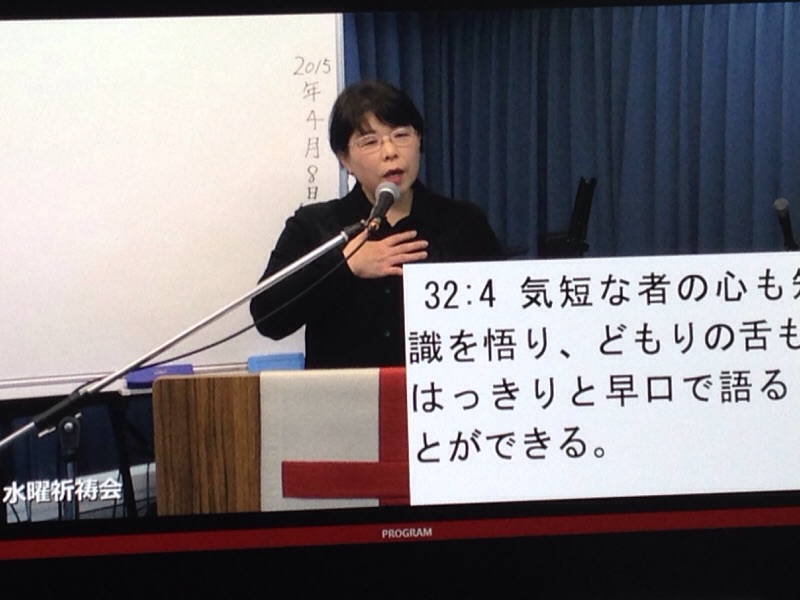 2015
年
4
月
8
日
32:4 気短な者の心も知
識を悟り、どもりの舌も
はっきりと早口で語る
とができる。
水曜祈祷会
PROGRAM